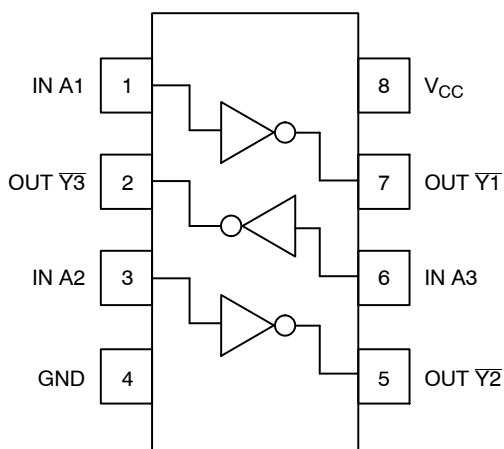 IN A1 1 8 VCC
OUT Y3 2 7 OUT Y1
IN A2 3 6 IN A3
GND 4 5 OUT Y2